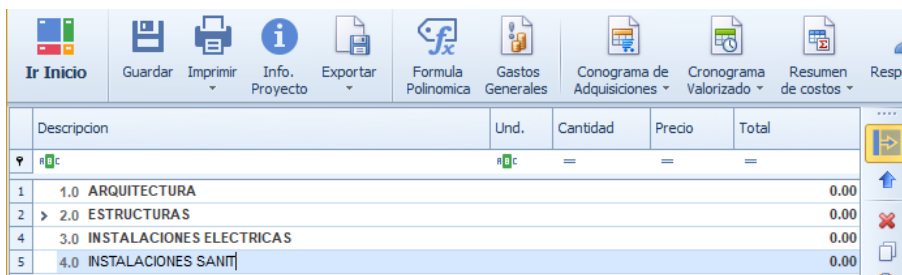 Ir Inicio
Guardar
Imprimir
Info.
Proyecto
Exportar
Formula
Polinomica
Gastos
Generales
Conograma de
Adquisiciones
Cronograma
Valorizado
Resumen
de costos
Resp
Descripcion Und. Cantidad Precio Total
ABC ABC = = =
1 1.0 ARQUITECTURA 0.00
2 > 2.0 ESTRUCTURAS 0.00
4 3.0 INSTALACIONES ELECTRICAS 0.00
5 4.0 INSTALACIONES SANIT 0.00